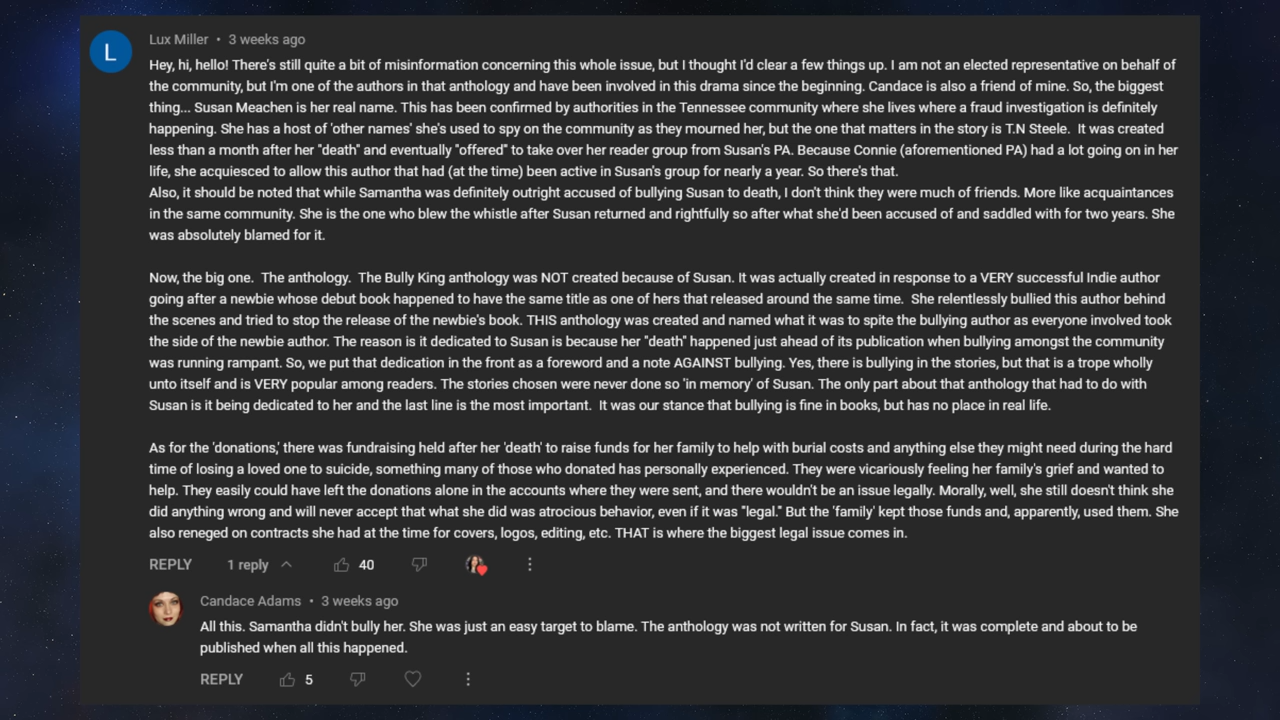 L
Lux Miller • 3 weeks ago
Hey, hi, hello! There's still quite a bit of misinformation concerning this whole issue, but I thought I'd clear a few things up. I am not an elected representative on behalf of
the community, but I'm one of the authors in that anthology and have been involved in this drama since the beginning. Candace is also a friend of mine. So, the biggest
thing... Susan Meachen is her real name. This has been confirmed by authorities in the Tennessee community where she lives where a fraud investigation is definitely
happening. She has a host of 'other names' she's used to spy on the community as they mourned her, but the one that matters in the story is T.N Steele.  It was created
less than a month after her "death" and eventually "offered" to take over her reader group from Susan's PA. Because Connie (aforementioned PA) had a lot going on in her
life, she acquiesced to allow this author that had (at the time) been active in Susan's group for nearly a year. So there's that.
Also, it should be noted that while Samantha was definitely outright accused of bullying Susan to death, I don't think they were much of friends. More like acquaintances
in the same community. She is the one who blew the whistle after Susan returned and rightfully so after what she'd been accused of and saddled with for two years. She
was absolutely blamed for it.
Now, the big one.  The anthology.  The Bully King anthology was NOT created because of Susan. It was actually created in response to a VERY successful Indie author
going after a newbie whose debut book happened to have the same title as one of hers that released around the same time.  She relentlessly bullied this author behind
the scenes and tried to stop the release of the newbie's book. THIS anthology was created and named what it was to spite the bullying author as everyone involved took
the side of the newbie author. The reason is it dedicated to Susan is because her "death" happened just ahead of its publication when bullying amongst the community
was running rampant. So, we put that dedication in the front as a foreword and a note AGAINST bullying. Yes, there is bullying in the stories, but that is a trope wholly
unto itself and is VERY popular among readers. The stories chosen were never done so 'in memory' of Susan. The only part about that anthology that had to do with
Susan is it being dedicated to her and the last line is the most important.  It was our stance that bullying is fine in books, but has no place in real life.
As for the 'donations,' there was fundraising held after her 'death' to raise funds for her family to help with burial costs and anything else they might need during the hard
time of losing a loved one to suicide, something many of those who donated has personally experienced. They were vicariously feeling her family's grief and wanted to
help. They easily could have left the donations alone in the accounts where they were sent, and there wouldn't be an issue legally. Morally, well, she still doesn't think she
did anything wrong and will never accept that what she did was atrocious behavior, even if it was "legal." But the 'family' kept those funds and, apparently, used them. She
also reneged on contracts she had at the time for covers, logos, editing, etc. THAT is where the biggest legal issue comes in.
REPLY 1 reply 40
Candace Adams • 3 weeks ago
All this. Samantha didn't bully her. She was just an easy target to blame. The anthology was not written for Susan. In fact, it was complete and about to be
published when all this happened.
REPLY 5